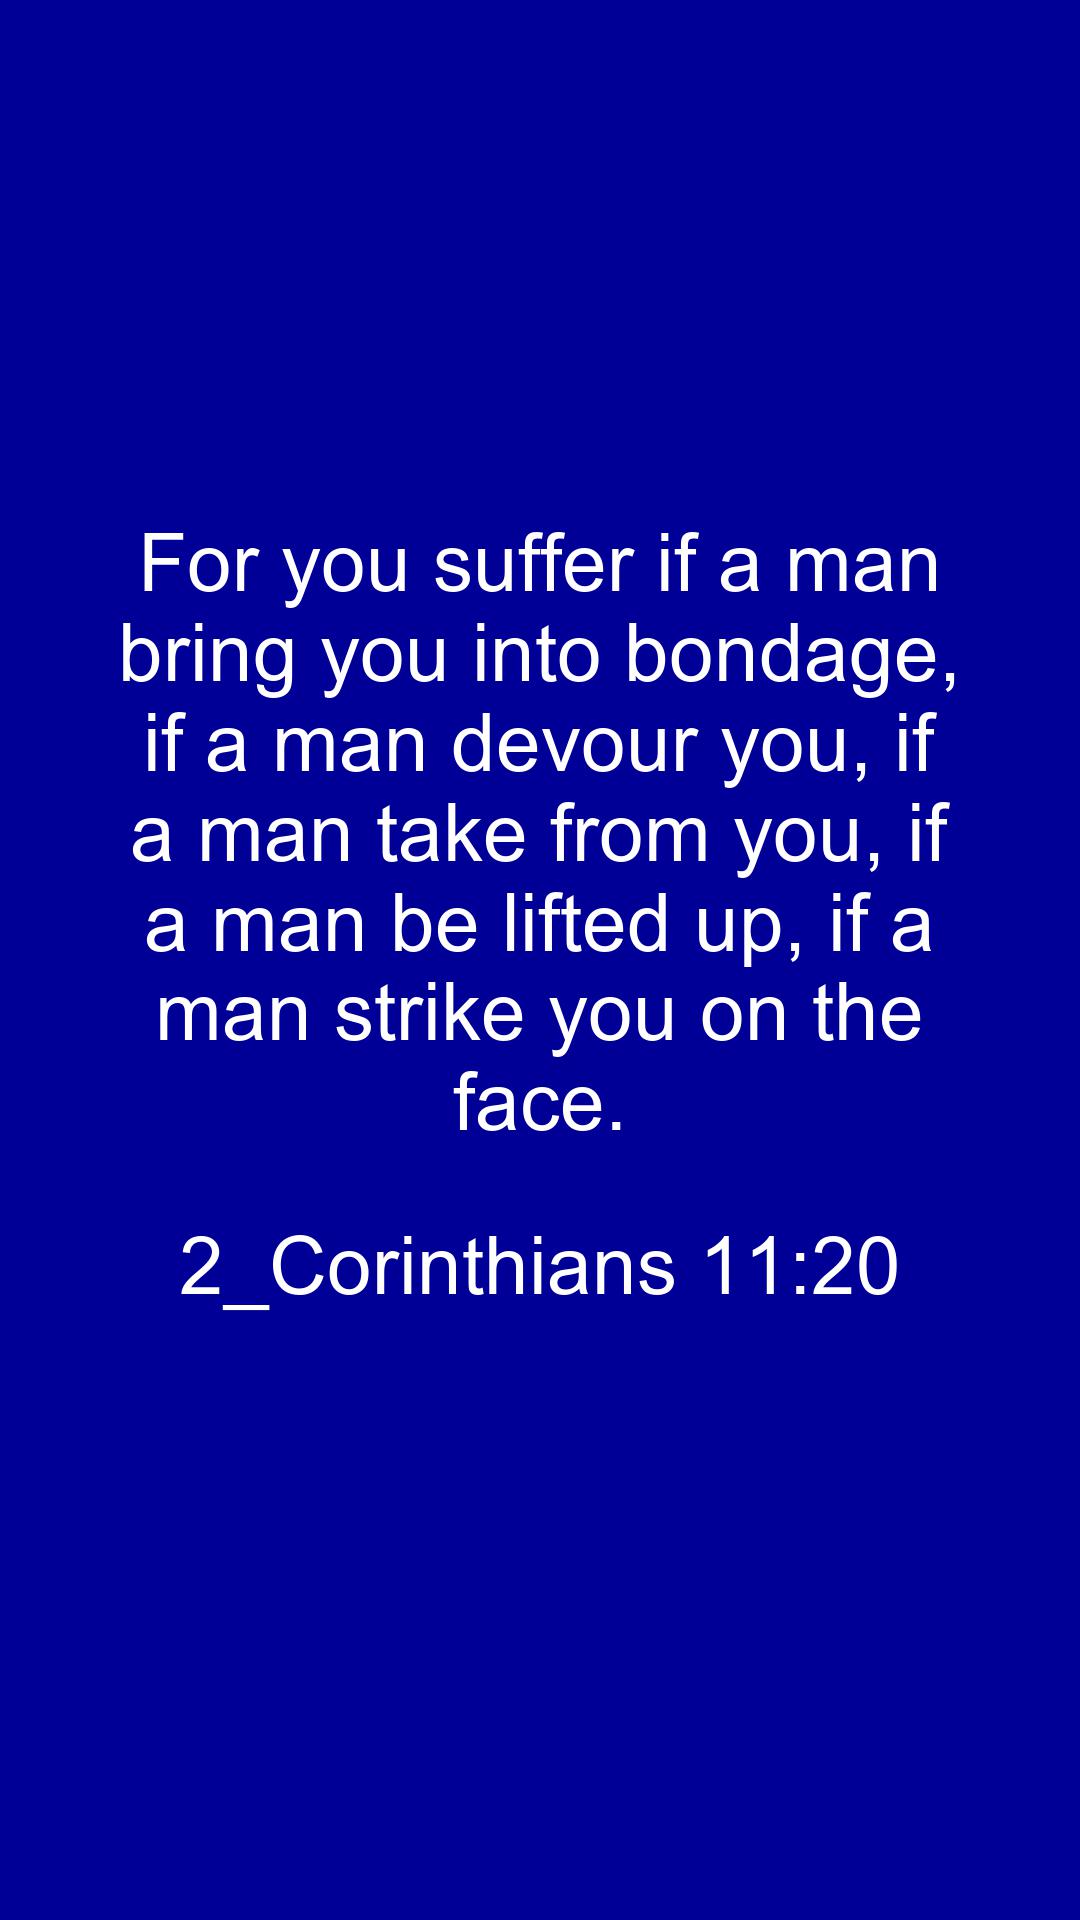 For you suffer if a man
bring you into bondage,
if a man devour you, if
a man take from you, if
a man be lifted up, if a
man strike you on the
face.
2_Corinthians 11:20